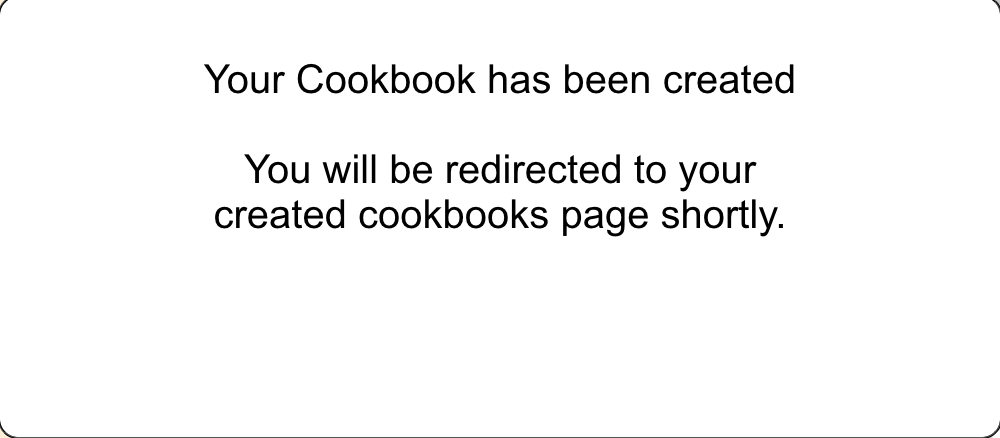 Your Cookbook has been created
You will be redirected to your
created cookbooks page shortly.